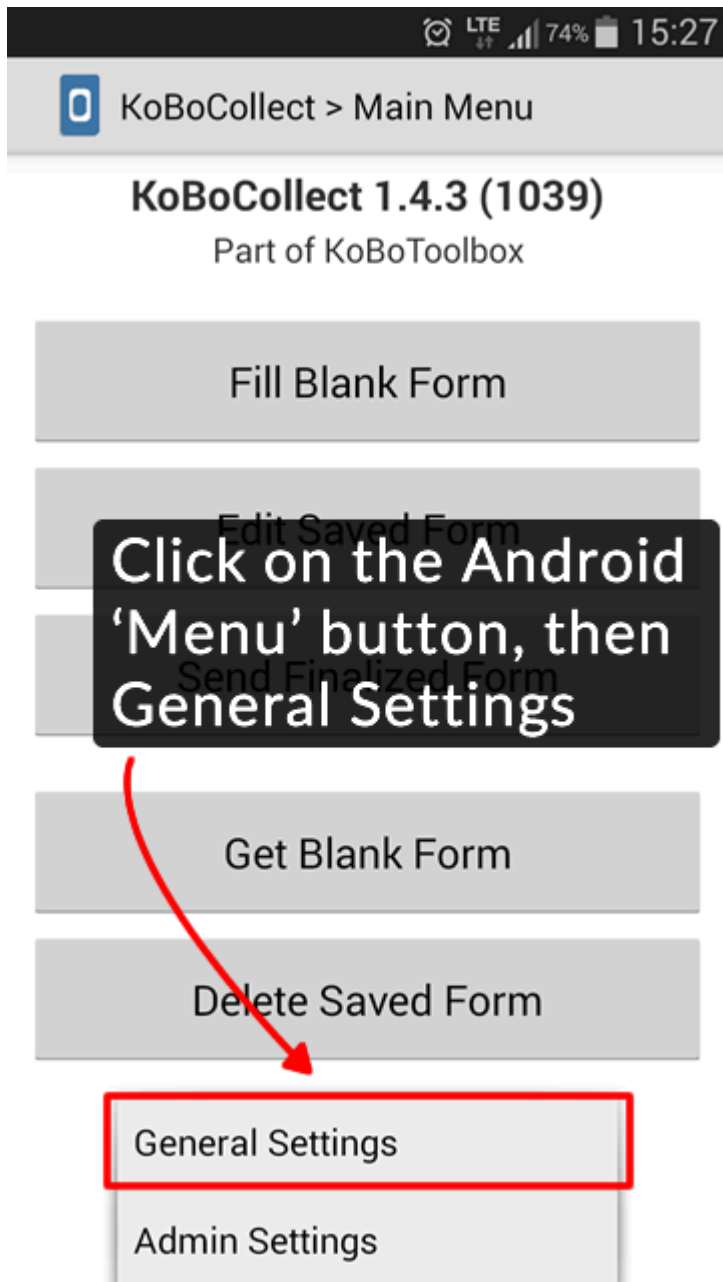 LTE 74% 15:27
KoBoCollect > Main Menu
KoBoCollect 1.4.3 (1039)
Part of KoBoToolbox
Fill Blank Form
Edit Saved Form
Click on the Android
‘Menu’ button, then
Send Finalized Form
General Settings
Get Blank Form
Delete Saved Form
General Settings
Admin Settings